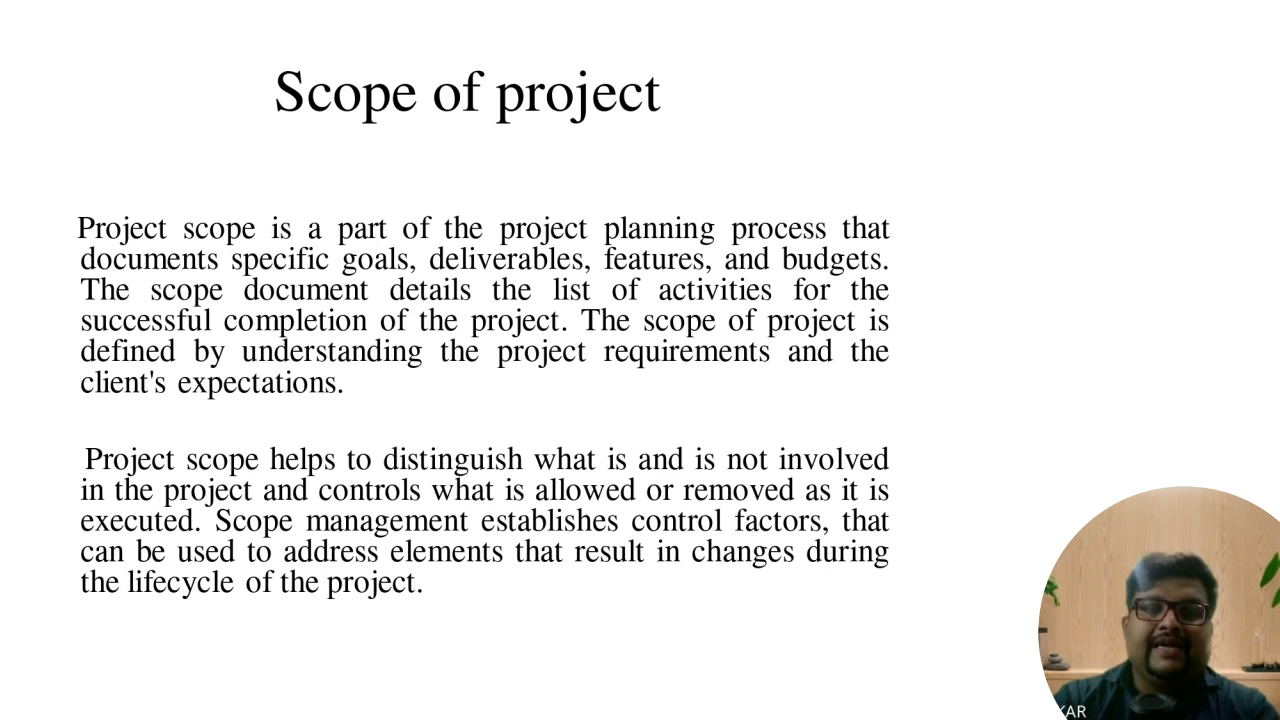 Scope of project
Project scope is a part of the project planning process that
documents specific goals, deliverables, features, and budgets.
The scope document details the list of activities for the
successful completion of the project. The scope of project is
defined by understanding the project requirements and the
client's expectations.
Project scope helps to distinguish what is and is not involved
in the project and controls what is allowed or removed as it is
executed. Scope management establishes control factors, that
can be used to address elements that result in changes during
the lifecycle of the project.
KAR